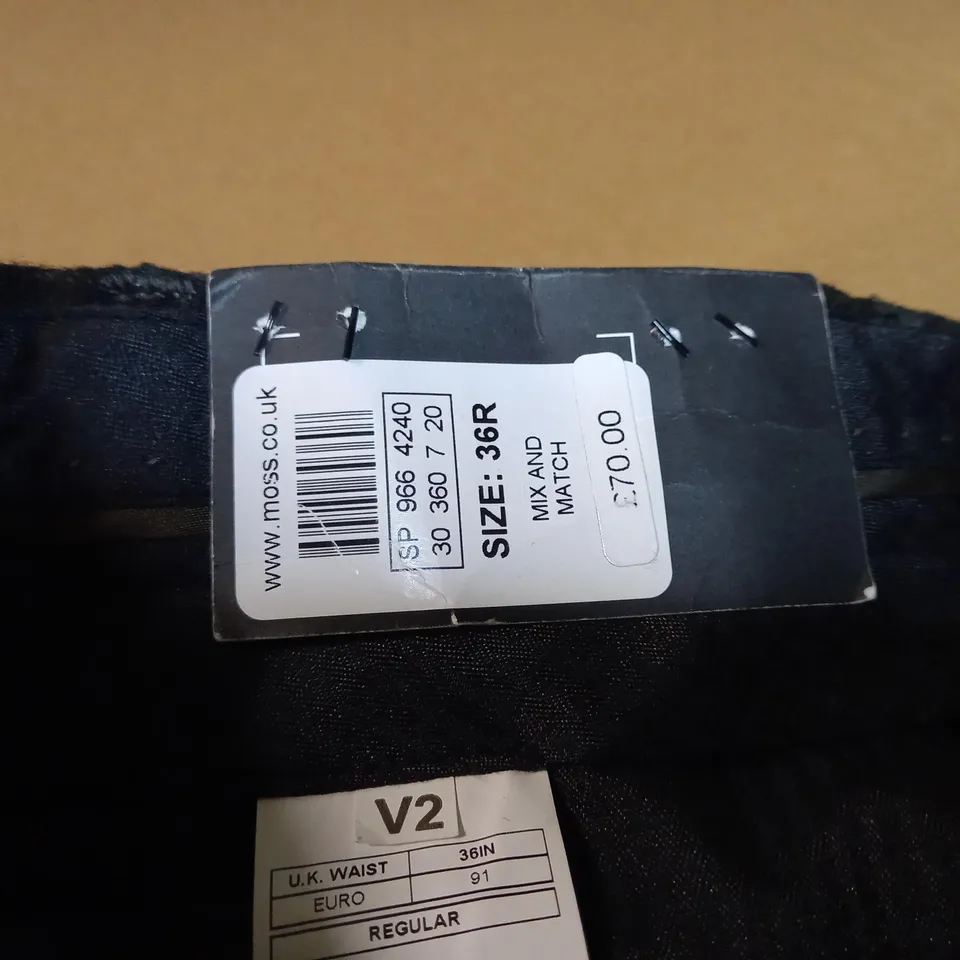 www.moss.co.uk
SP 966 4240
30 360 7 20
SIZE: 36R
MIX AND
MATCH
£70.00
V2
U.K. WAIST 36IN
EURO 91
REGULAR